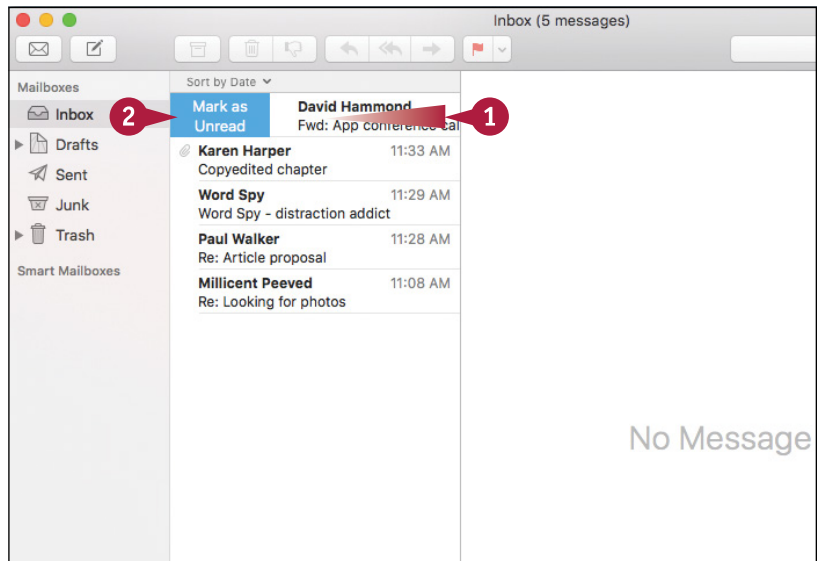 Inbox (5 messages)
Mailboxes
Inbox
Drafts
Sent
Junk
Trash
Smart Mailboxes
Sort by Date
Mark as
Unread
David Hammond
Fwd: App conference cal
2
1
Karen Harper 11:33 AM
Copyedited chapter
Word Spy 11:29 AM
Word Spy - distraction addict
Paul Walker 11:28 AM
Re: Article proposal
Millicent Peeved 11:08 AM
Re: Looking for photos
No Message